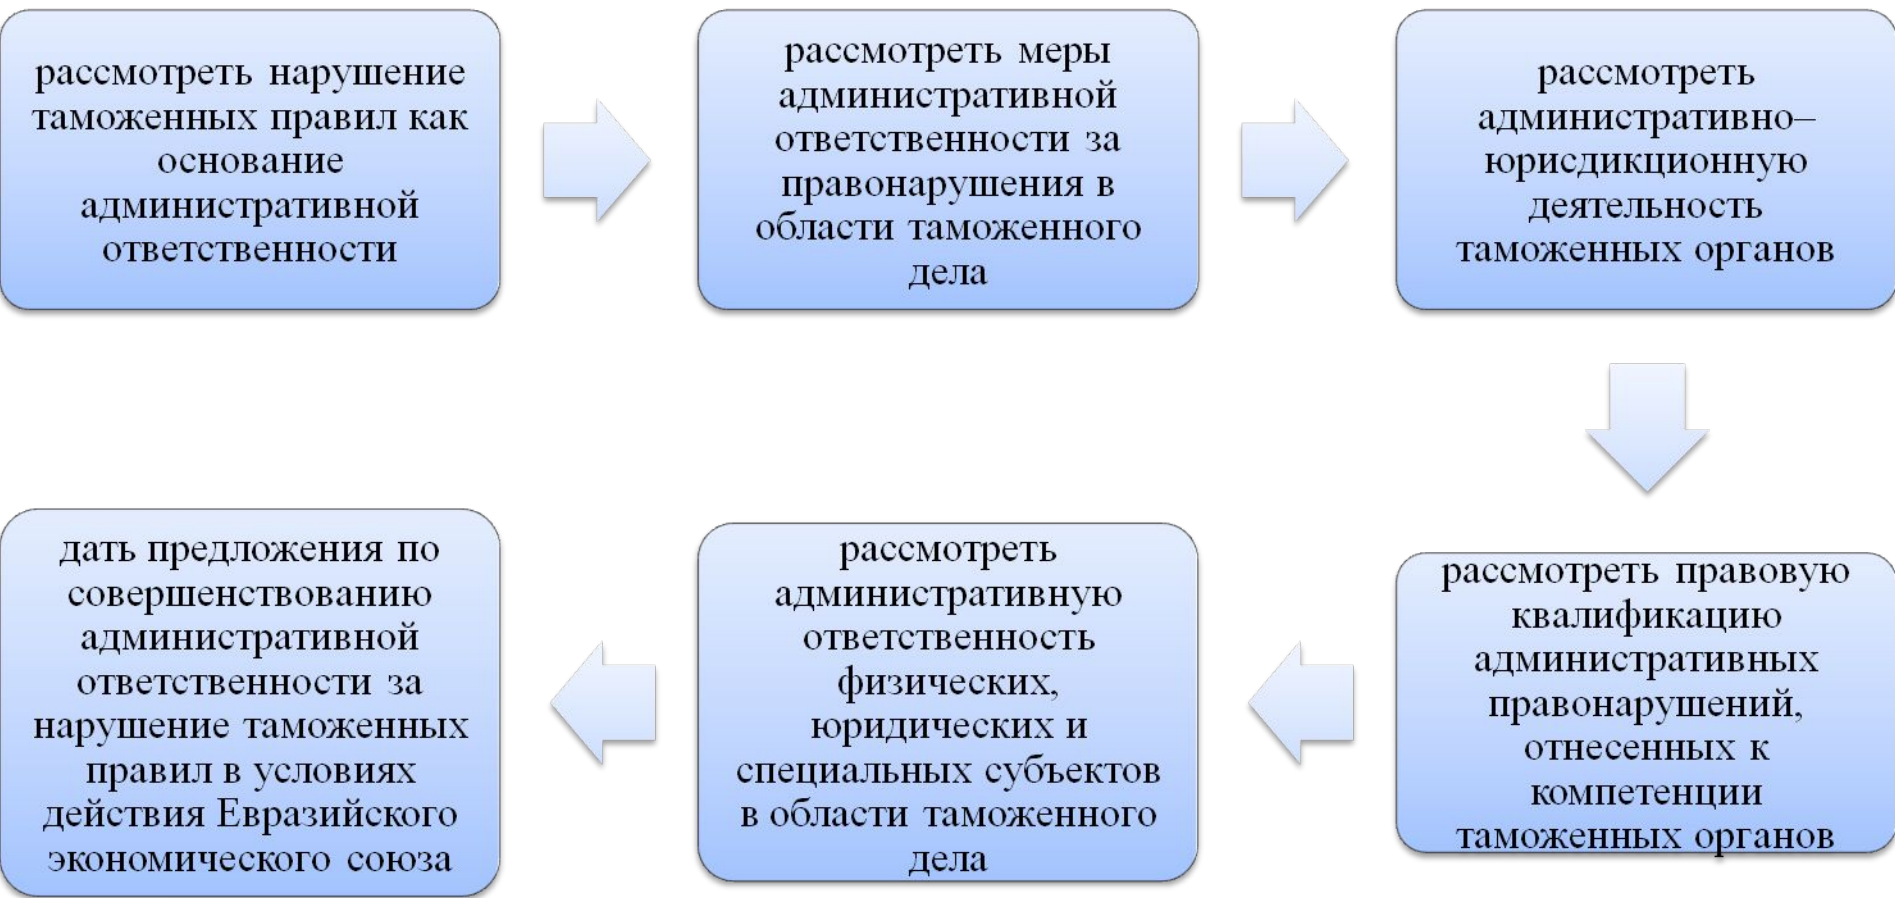 рассмотреть нарушение
таможенных правил как
основание
административной
ответственности
рассмотреть меры
административной
ответственности за
правонарушения в
области таможенного
дела
рассмотреть
административно–
юрисдикционную
деятельность
таможенных органов
рассмотреть правовую
квалификацию
административных
правонарушений,
отнесенных к
компетенции
таможенных органов
рассмотреть
административную
ответственность
физических,
юридических и
специальных субъектов
в области таможенного
дела
дать предложения по
совершенствованию
административной
ответственности за
нарушение таможенных
правил в условиях
действия Евразийского
экономического союза